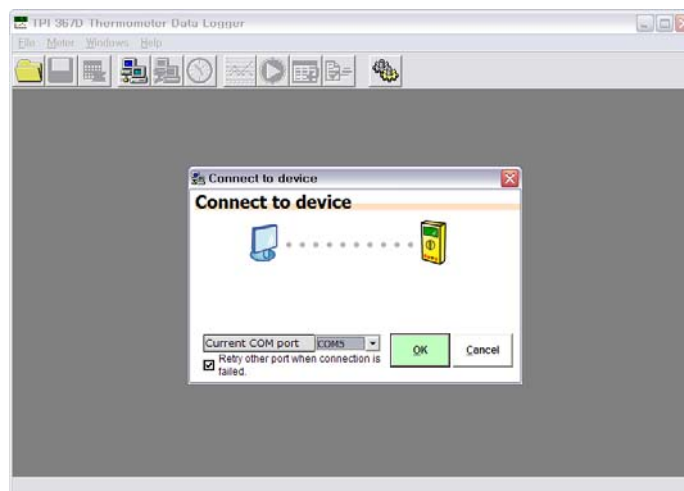 TPI 367D Thermometer Data Logger
File Meter Windows Help
Connect to device
Connect to device
Current COM port COM5
OK Cancel
Retry other port when connection is
failed.